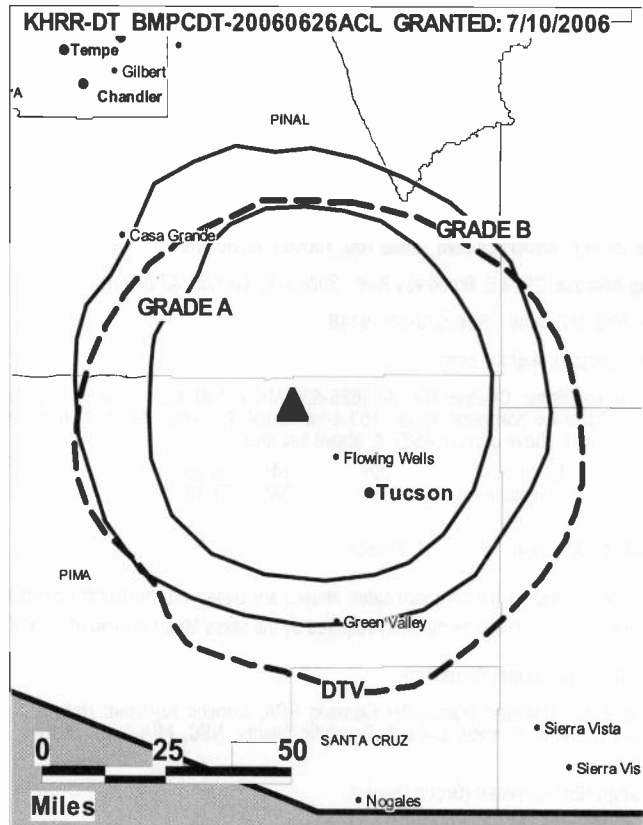 KHRR-DT BMPCDT-20060626ACL GRANTED: 7/10/2006
Tempe
Gilbert
A
Chandler
PINAL
Casa Grande
GRADE B
GRADE A
Flowing Wells
Tucson
PIMA
Green Valley
DTV
SANTA CRUZ
Sierra Vista
Sierra Vis
0 25 50
Miles
Nogales